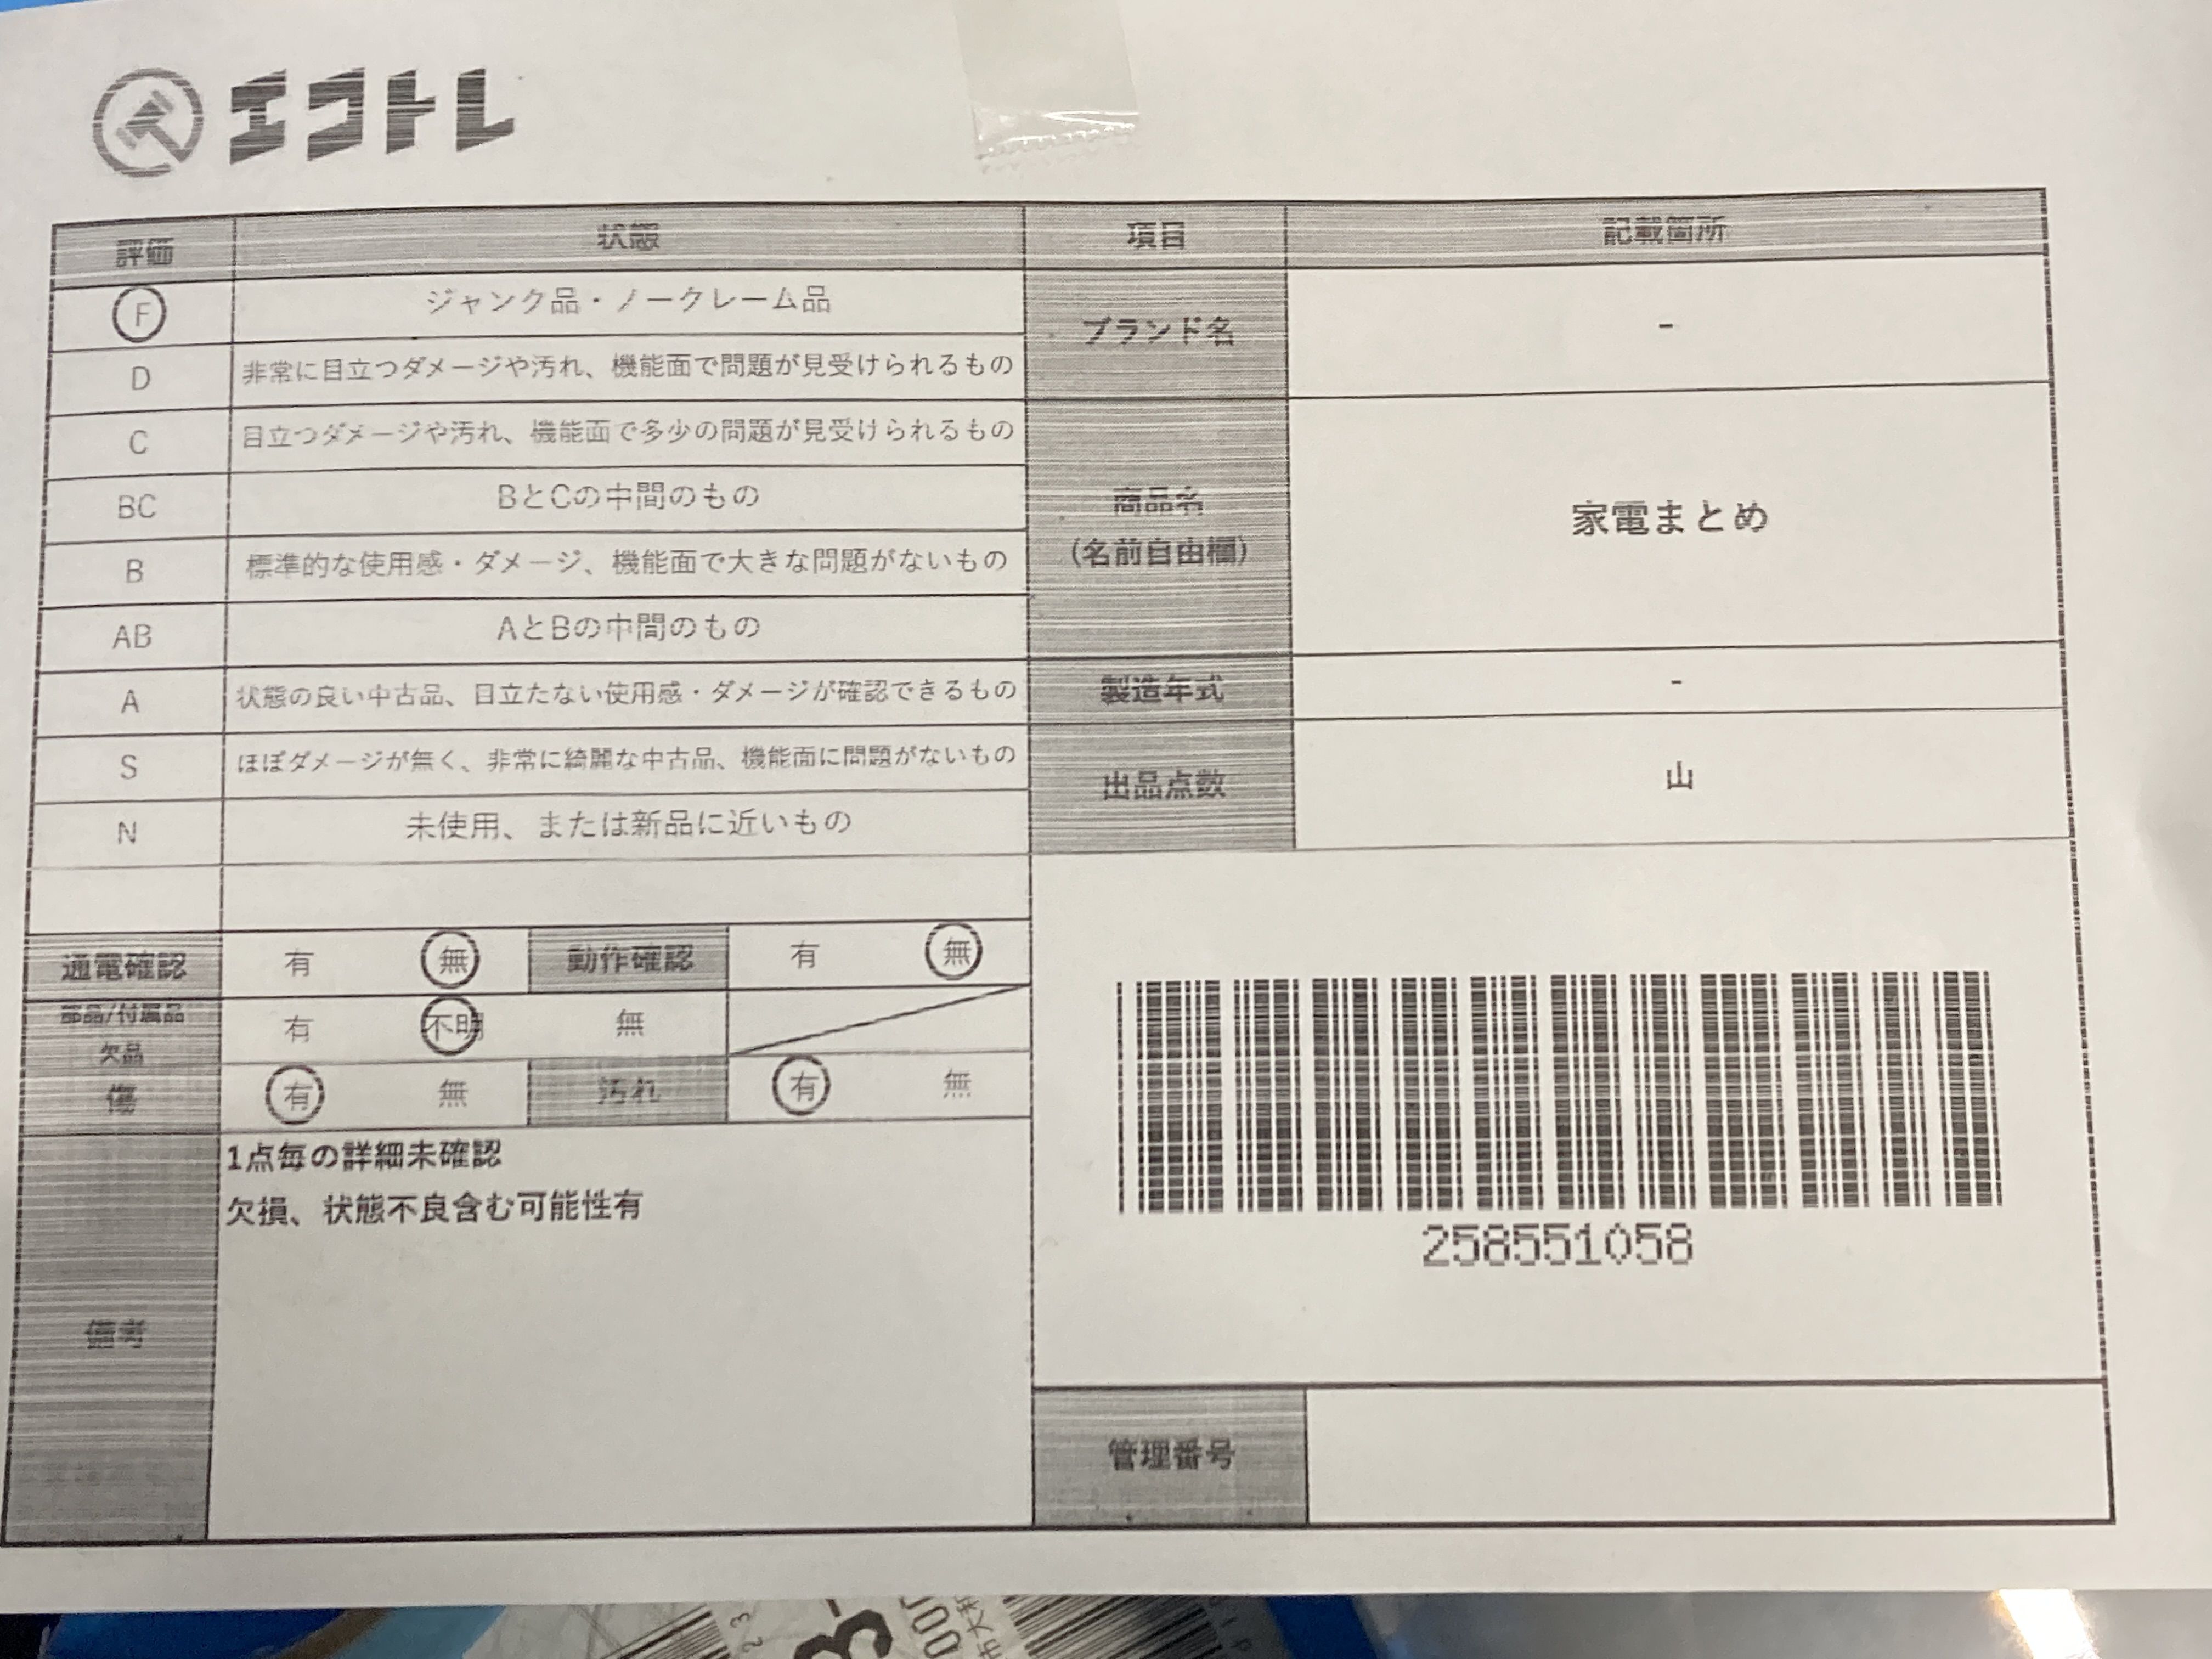 エコトレ
評価 状態 項目 記載箇所
F ジャンク品・ノークレーム品
D 非常に目立つダメージや汚れ、機能面で問題が見受けられるもの
C 目立つダメージや汚れ、機能面で多少の問題が見受けられるもの
BC BとCの中間のもの
B 標準的な使用感・ダメージ、機能面で大きな問題がないもの
AB AとBの中間のもの
A 状態の良い中古品、目立たない使用感・ダメージが確認できるもの
S ほぼダメージが無く、非常に綺麗な中古品、機能面に問題がないもの
N 未使用、または新品に近いもの
ブランド名 -
商品名
(名前自由欄)
家電まとめ
製造年式 -
出品点数 山
通電確認 有 無 動作確認 有 無
部品/付属品
欠品
有 不明 無
傷 有 無 汚れ 有 無
備考
1点毎の詳細未確認
欠損、状態不良含む可能性有
258551058
管理番号
23